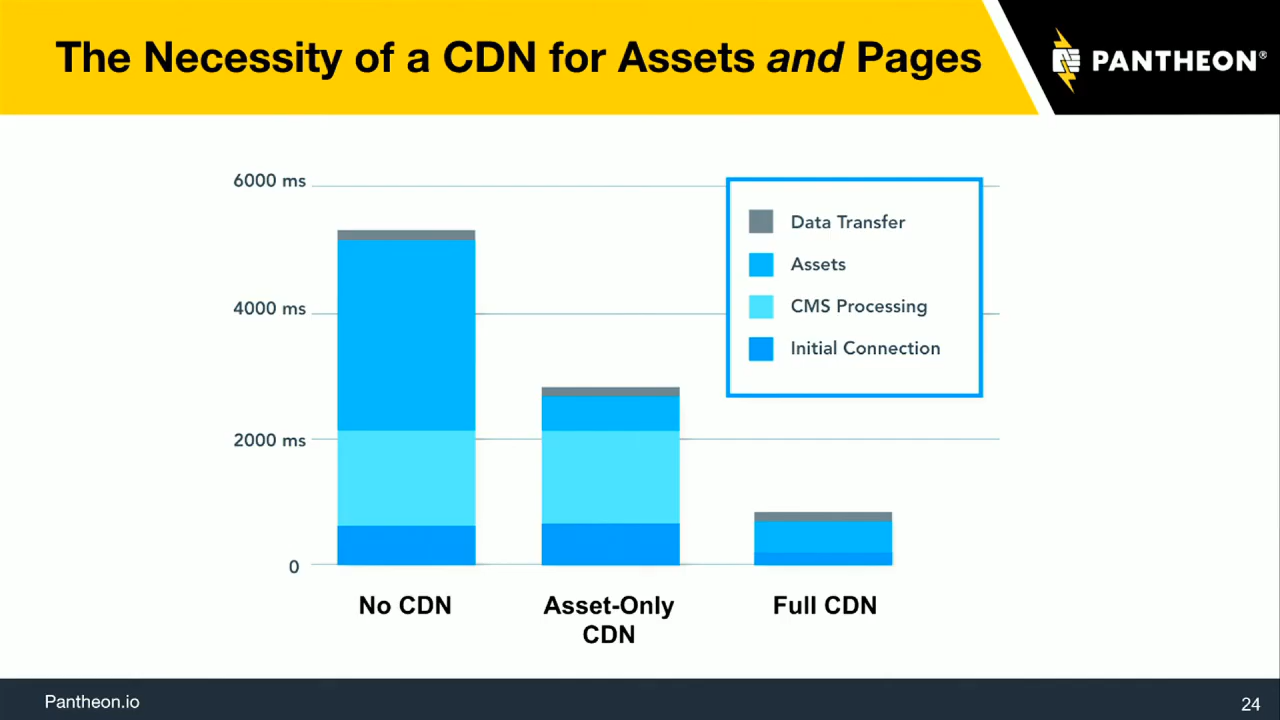 The Necessity of a CDN for Assets and Pages
PANTHEON®
6000 ms
4000 ms
2000 ms
0
Data Transfer
Assets
CMS Processing
Initial Connection
No CDN
Asset-Only
CDN
Full CDN
Pantheon.io
24